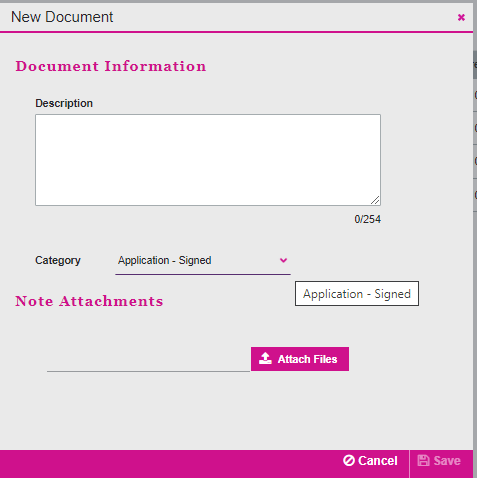 New Document
Document Information
Description
0/254
Category
Application - Signed
Application - Signed
Note Attachments
Attach Files
Cancel
Save